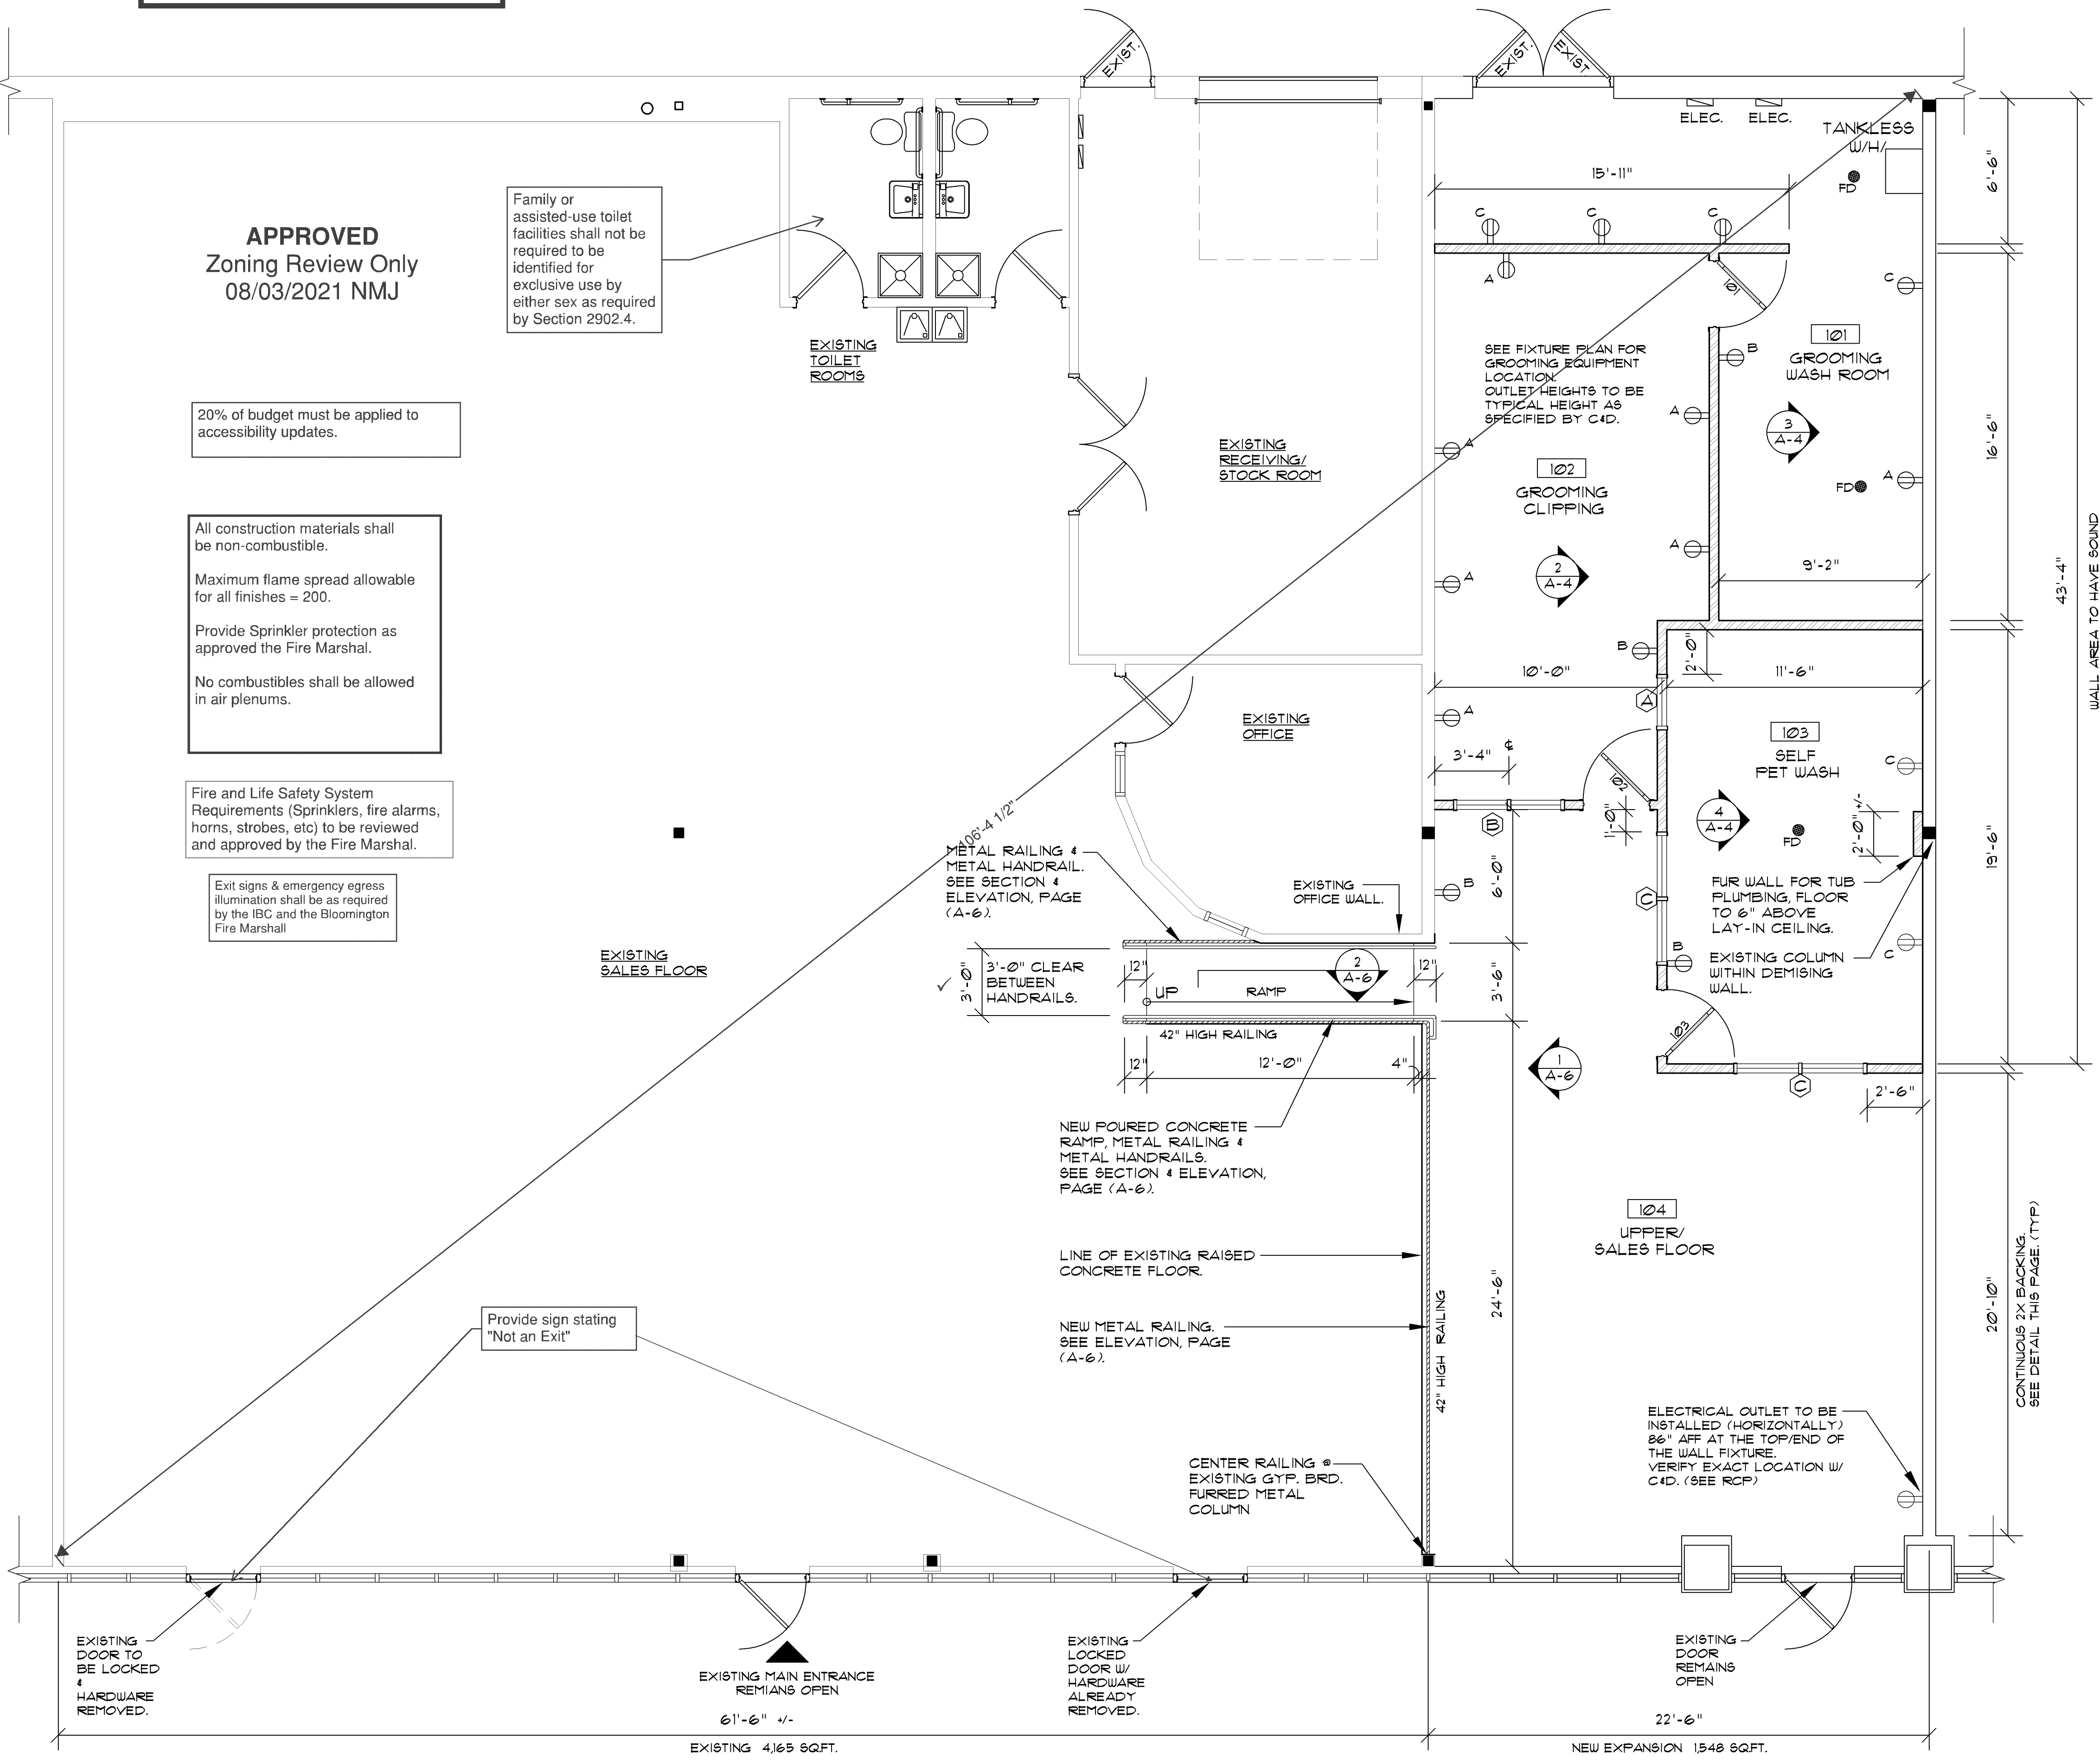 EXIST.
EXIST.
EXIST
ELEC.
ELEC.
TANKLESS
W/H/
FD
6'-6"
15'-11"
C
C
C
A
C
APPROVED
Zoning Review Only
08/03/2021 NMJ
Family or
assisted-use toilet
facilities shall not be
required to be
identified for
exclusive use by
either sex as required
by Section 2902.4.
EXISTING
TOILET
ROOMS
20% of budget must be applied to
accessibility updates.
All construction materials shall
be non-combustible.
Maximum flame spread allowable
for all finishes = 200.
Provide Sprinkler protection as
approved the Fire Marshal.
No combustibles shall be allowed
in air plenums.
Fire and Life Safety System
Requirements (Sprinklers, fire alarms,
horns, strobes, etc) to be reviewed
and approved by the Fire Marshal.
Exit signs & emergency egress
illumination shall be as required
by the IBC and the Bloomington
Fire Marshall
EXISTING
SALES FLOOR
EXISTING
RECEIVING/
STOCK ROOM
SEE FIXTURE PLAN FOR
GROOMING EQUIPMENT
LOCATION.
OUTLET HEIGHTS TO BE
TYPICAL HEIGHT AS
SPECIFIED BY C&D.
101
101
GROOMING
WASH ROOM
B
A
3
A-4
A
A
FD
16'-6"
102
GROOMING
CLIPPING
A
2
A-4
A
9'-2"
43'-4"
WALL AREA TO HAVE SOUND
B
2'-0"
10'-0"
11'-6"
A
A
EXISTING
OFFICE
3'-4"
℄
102
103
SELF
PET WASH
C
B
1'-0"
4
A-4
FD
2'-0" +/-
19'-6"
106'-4 1/2"
METAL RAILING &
METAL HANDRAIL.
SEE SECTION &
ELEVATION, PAGE
(A-6).
EXISTING
OFFICE WALL.
B
6'-0"
C
FUR WALL FOR TUB
PLUMBING, FLOOR
TO 6" ABOVE
LAY-IN CEILING.
B
C
EXISTING COLUMN
WITHIN DEMISING
WALL.
✓
3'-0"
3'-0" CLEAR
BETWEEN
HANDRAILS.
12"
UP
RAMP
2
A-6
12"
3'-6"
42" HIGH RAILING
12"
12'-0"
4"
103
1
A-6
C
2'-6"
NEW POURED CONCRETE
RAMP, METAL RAILING &
METAL HANDRAILS.
SEE SECTION & ELEVATION,
PAGE (A-6).
104
UPPER/
SALES FLOOR
LINE OF EXISTING RAISED
CONCRETE FLOOR.
24'-6"
20'-10"
CONTINUOUS 2X BACKING.
SEE DETAIL THIS PAGE. (TYP)
Provide sign stating
"Not an Exit"
NEW METAL RAILING.
SEE ELEVATION, PAGE
(A-6).
42" HIGH RAILING
ELECTRICAL OUTLET TO BE
INSTALLED (HORIZONTALLY)
86" AFF AT THE TOP/END OF
THE WALL FIXTURE.
VERIFY EXACT LOCATION W/
C&D. (SEE RCP)
CENTER RAILING @
EXISTING GYP. BRD.
FURRED METAL
COLUMN
EXISTING
DOOR TO
BE LOCKED
&
HARDWARE
REMOVED.
EXISTING MAIN ENTRANCE
REMIANS OPEN
EXISTING
LOCKED
DOOR W/
HARDWARE
ALREADY
REMOVED.
EXISTING
DOOR
REMAINS
OPEN
61'-6" +/-
22'-6"
EXISTING 4,165 SQ.FT.
NEW EXPANSION 1,548 SQ.FT.